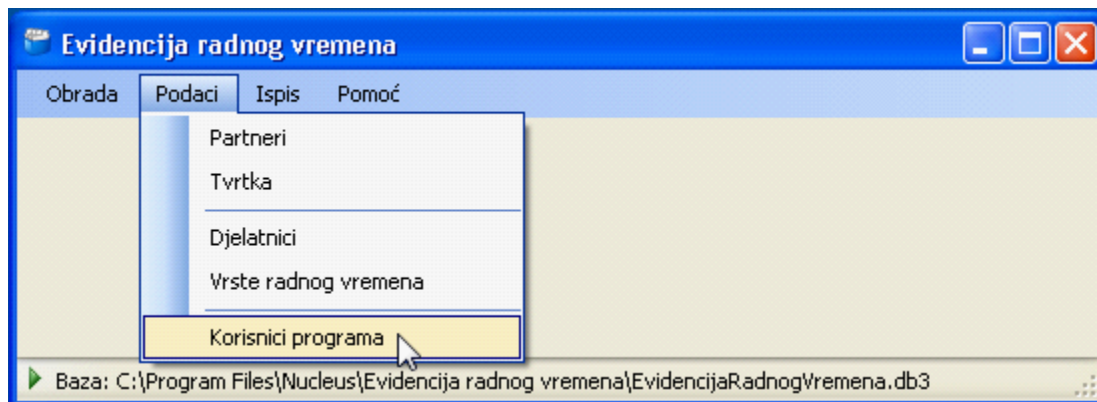 Evidencija radnog vremena
Obrada Podaci Ispis Pomoć
Partneri
Tvrtka
Djelatnici
Vrste radnog vremena
Korisnici programa
Baza: C:\Program Files\Nucleus\Evidencija radnog vremena\EvidencijaRadnogVremena.db3